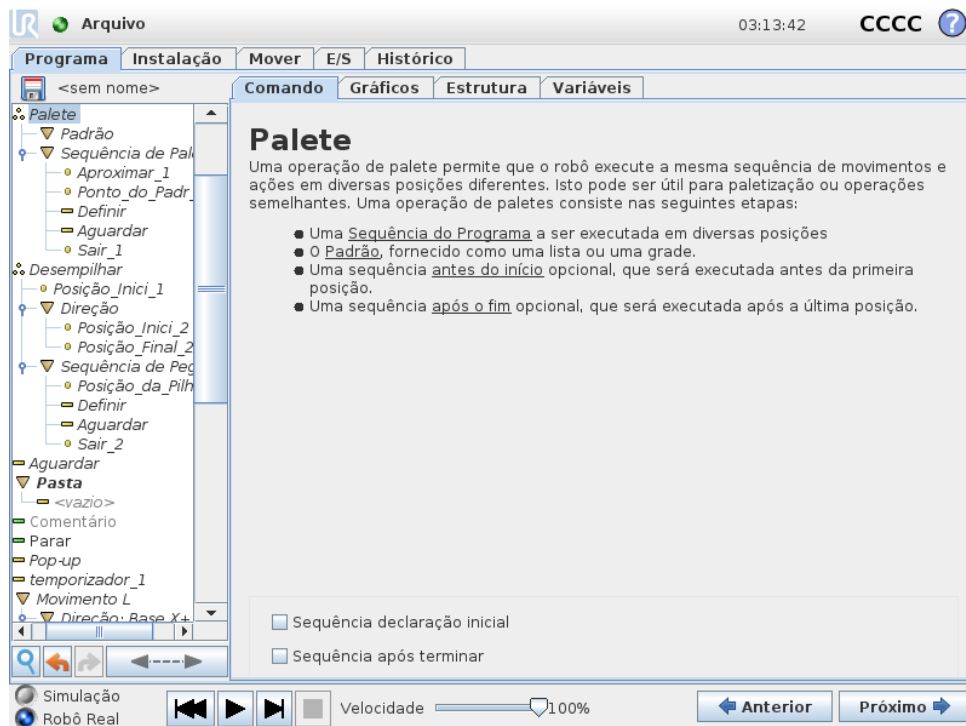 UR Arquivo 03:13:42 CCCC ?
Programa Instalação Mover E/S Histórico
<sem nome>
Comando Gráficos Estrutura Variáveis
Palete
Padrão
Sequência de Pal
Aproximar_1
Ponto_do_Padr_
Definir
Aguardar
Sair_1
Desempilhar
Posição_Inici_1
Direção
Posição_Inici_2
Posição_Final_2
Sequência de Peg
Posição_da_Pilh
Definir
Aguardar
Sair_2
Aguardar
Pasta
<vazio>
Comentário
Parar
Pop-up
temporizador_1
Movimento L
Direção: Base X+
Palete
Uma operação de palete permite que o robô execute a mesma sequência de movimentos e
ações em diversas posições diferentes. Isto pode ser útil para paletização ou operações
semelhantes. Uma operação de paletes consiste nas seguintes etapas:
● Uma Sequência do Programa a ser executada em diversas posições
● O Padrão, fornecido como uma lista ou uma grade.
● Uma sequência antes do início opcional, que será executada antes da primeira
posição.
● Uma sequência após o fim opcional, que será executada após a última posição.
Sequência declaração inicial
Sequência após terminar
Simulação
Robô Real
Velocidade 100%
Anterior Próximo